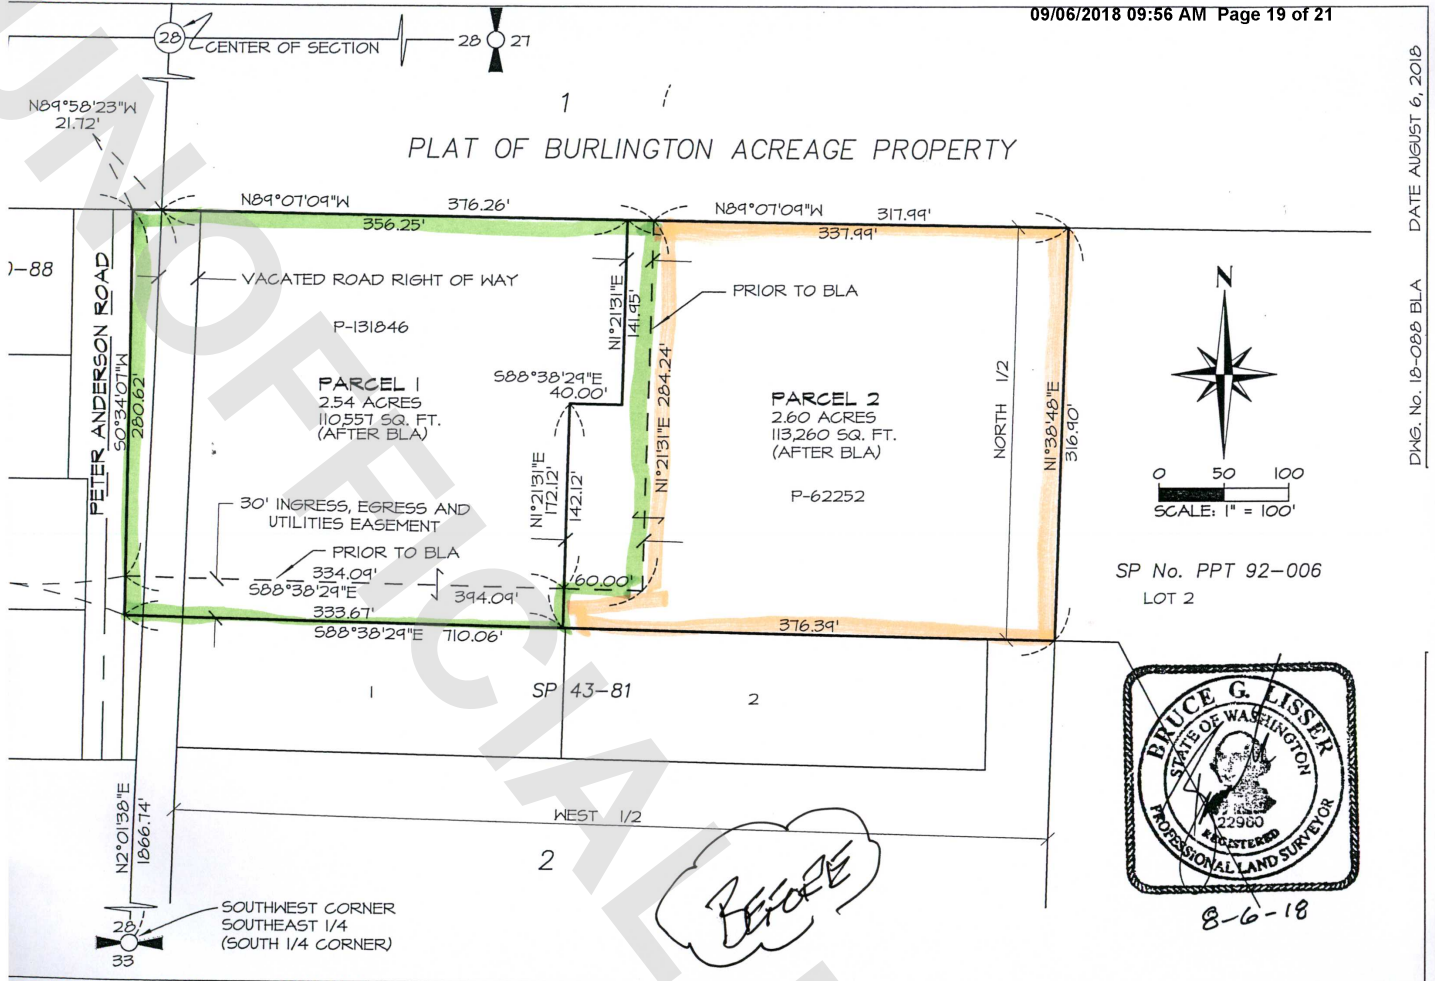 09/06/2018 09:56 AM Page 19 of 21
28
CENTER OF SECTION
28
27
N89°58'23"W
21.72'
1
PLAT OF BURLINGTON ACREAGE PROPERTY
N89°07'09"W
376.26'
356.25'
N89°07'09"W
317.99'
337.99'
-88
VACATED ROAD RIGHT OF WAY
PRIOR TO BLA
P-131846
PETER ANDERSON ROAD
S0°34'07"W
280.62'
PARCEL 1
2.54 ACRES
110,557 SQ. FT.
(AFTER BLA)
N1°21'31"E
141.95'
S88°38'29"E
40.00'
N1°21'31"E 284.24'
PARCEL 2
2.60 ACRES
113,260 SQ. FT.
(AFTER BLA)
P-62252
NORTH 1/2
N1°38'48"E
316.90'
N
0 50 100
SCALE: 1" = 100'
30' INGRESS, EGRESS AND
UTILITIES EASEMENT
N1°21'31"E
172.12'
142.12'
PRIOR TO BLA
334.09'
S88°38'29"E
394.09'
60.00'
333.67'
S88°38'29"E 710.06'
376.39'
SP No. PPT 92-006
LOT 2
1
SP 43-81
2
BRUCE G. LISSER
STATE OF WASHINGTON
22960
REGISTERED
PROFESSIONAL LAND SURVEYOR
8-6-18
N2°01'38"E
1866.74'
WEST 1/2
2
BEFORE
28
33
SOUTHWEST CORNER
SOUTHEAST 1/4
(SOUTH 1/4 CORNER)
DWG. No. 18-088 BLA DATE AUGUST 6, 2018
UNOFFICIAL